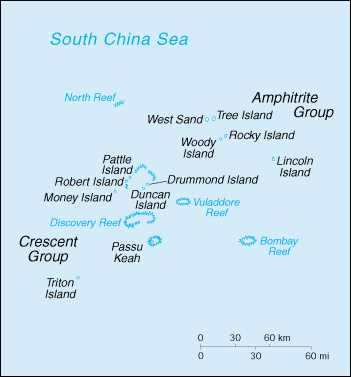 South China Sea
North Reef
Amphitrite
Group
West Sand
Tree Island
Woody
Island
Rocky Island
Lincoln
Island
Pattle
Island
Robert Island
Drummond Island
Money Island
Duncan
Island
Vuladdore
Reef
Discovery Reef
Crescent
Group
Passu
Keah
Bombay
Reef
Triton
Island
0 30 60 km
0 30 60 mi